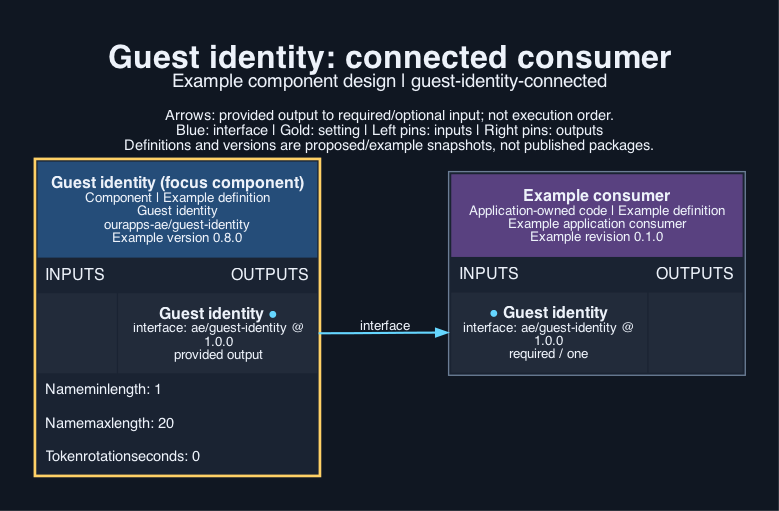 Guest identity: connected consumer
Example component design | guest-identity-connected
Arrows: provided output to required/optional input; not execution order.
Blue: interface | Gold: setting | Left pins: inputs | Right pins: outputs
Definitions and versions are proposed/example snapshots, not published packages.
Guest identity (focus component)
Component | Example definition
Guest identity
ourapps-ae/guest-identity
Example version 0.8.0
INPUTS
OUTPUTS
Guest identity
interface: ae/guest-identity @
1.0.0
provided output
Nameminlength: 1
Namemaxlength: 20
Tokenrotationseconds: 0
interface
Example consumer
Application-owned code | Example definition
Example application consumer
Example revision 0.1.0
INPUTS
OUTPUTS
Guest identity
interface: ae/guest-identity @
1.0.0
required / one